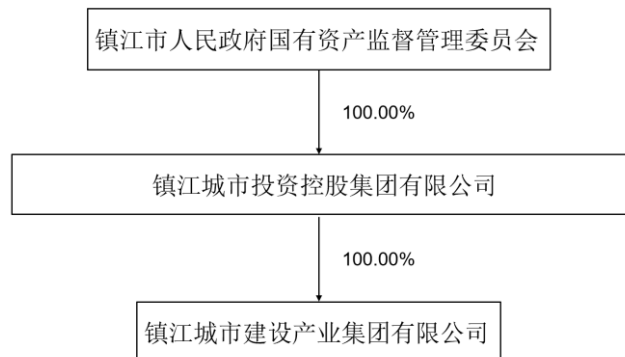 镇江市人民政府国有资产监督管理委员会
100.00%
镇江城市投资控股集团有限公司
100.00%
镇江城市建设产业集团有限公司